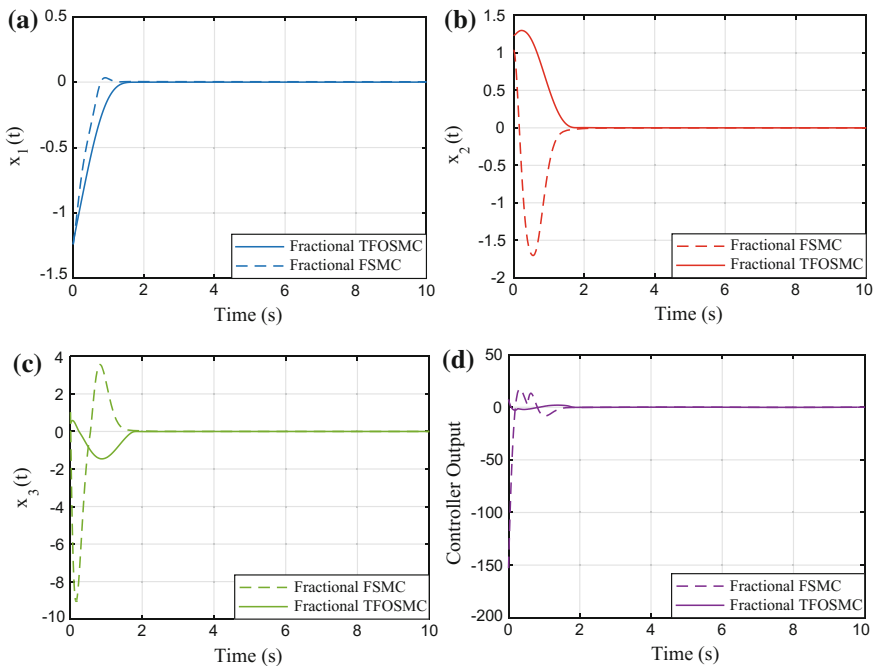 (a)
0.5
0
-0.5
-1
-1.5
x1(t)
0 2 4 6 8 10
Time (s)
Fractional TFOSMC
Fractional FSMC
(b)
1.5
1
0.5
0
-0.5
-1
-1.5
-2
x2(t)
0 2 4 6 8 10
Time (s)
Fractional FSMC
Fractional TFOSMC
(c)
4
2
0
-2
-4
-6
-8
-10
x3(t)
0 2 4 6 8 10
Time (s)
Fractional FSMC
Fractional TFOSMC
(d)
50
0
-50
-100
-150
-200
Controller Output
0 2 4 6 8 10
Time (s)
Fractional FSMC
Fractional TFOSMC